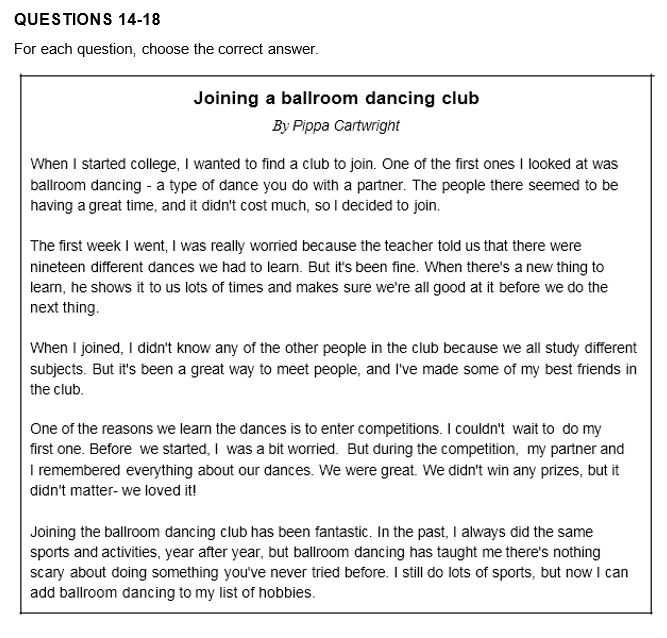 QUESTIONS 14-18
For each question, choose the correct answer.
Joining a ballroom dancing club
By Pippa Cartwright
When I started college, I wanted to find a club to join. One of the first ones I looked at was
ballroom dancing - a type of dance you do with a partner. The people there seemed to be
having a great time, and it didn't cost much, so I decided to join.
The first week I went, I was really worried because the teacher told us that there were
nineteen different dances we had to learn. But it's been fine. When there's a new thing to
learn, he shows it to us lots of times and makes sure we're all good at it before we do the
next thing.
When I joined, I didn't know any of the other people in the club because we all study different
subjects. But it's been a great way to meet people, and I've made some of my best friends in
the club.
One of the reasons we learn the dances is to enter competitions. I couldn't wait to do my
first one. Before we started, I was a bit worried. But during the competition, my partner and
I remembered everything about our dances. We were great. We didn't win any prizes, but it
didn't matter- we loved it!
Joining the ballroom dancing club has been fantastic. In the past, I always did the same
sports and activities, year after year, but ballroom dancing has taught me there's nothing
scary about doing something you've never tried before. I still do lots of sports, but now I can
add ballroom dancing to my list of hobbies.